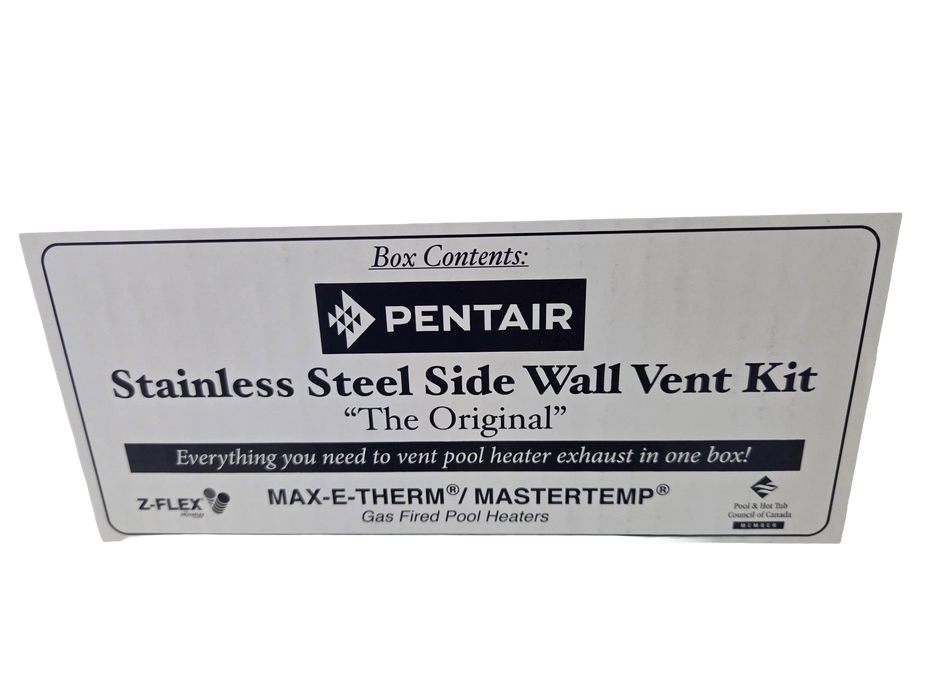 Box Contents:
PENTAIR
Stainless Steel Side Wall Vent Kit
“The Original”
Everything you need to vent pool heater exhaust in one box!
Z-FLEX
MAX-E-THERM®/ MASTERTEMP®
Gas Fired Pool Heaters
Pool & Hot Tub
Council of Canada
MEMBER